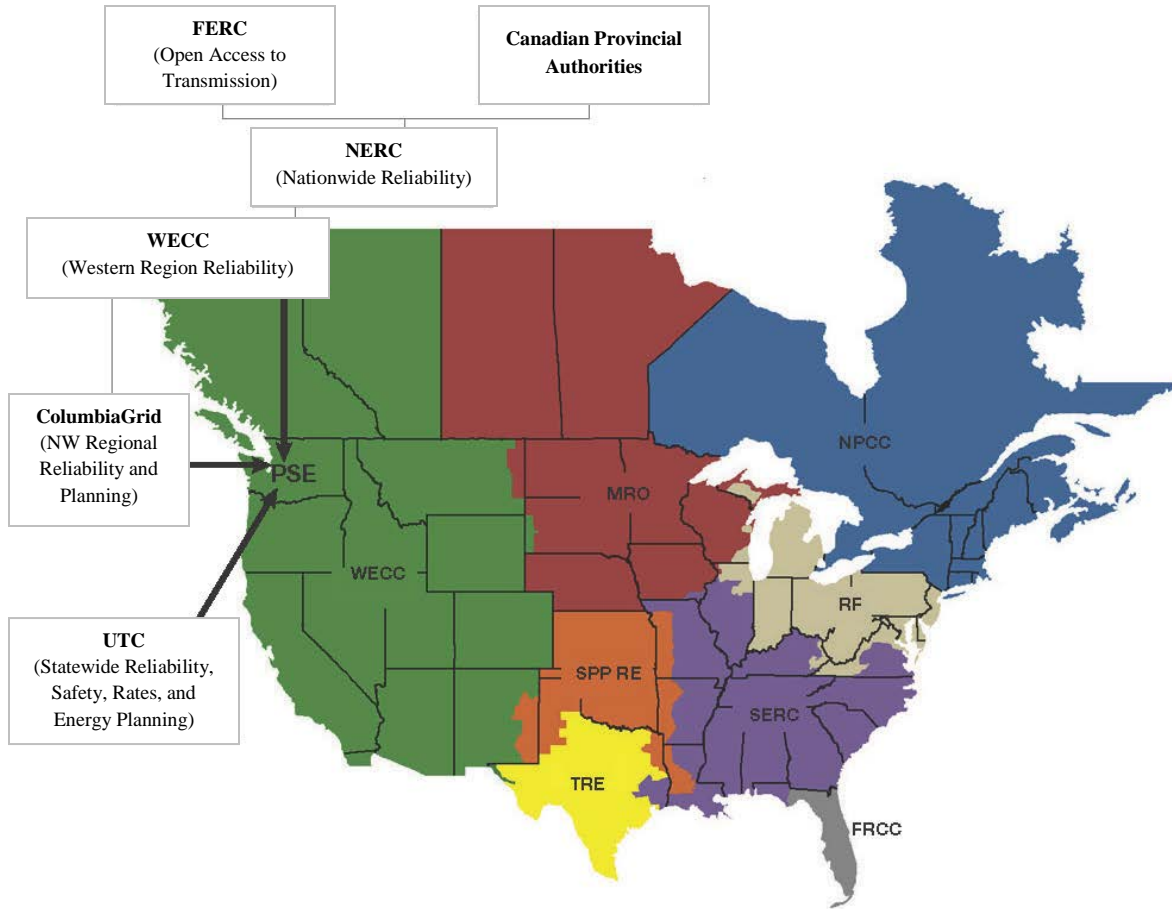 FERC
(Open Access to
Transmission)
Canadian Provincial
Authorities
NERC
(Nationwide Reliability)
WECC
(Western Region Reliability)
ColumbiaGrid
(NW Regional
Reliability and
Planning)
UTC
(Statewide Reliability,
Safety, Rates, and
Energy Planning)
PSE
WECC
MRO
NPCC
RF
SPP RE
SERC
TRE
FRCC